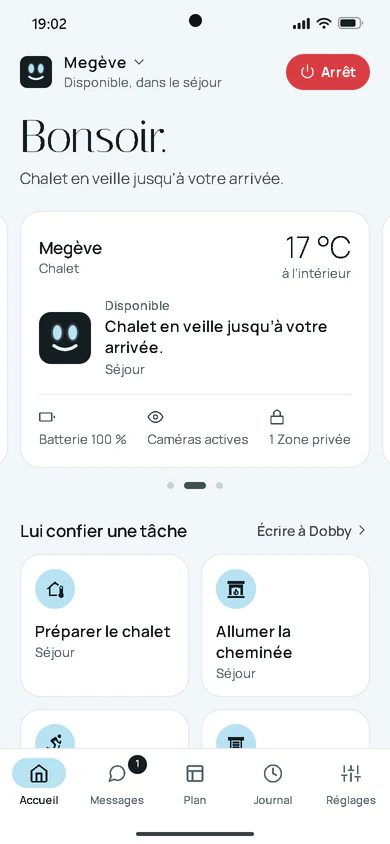 19:02
Megève
Disponible, dans le séjour
Arrêt
Bonsoir.
Chalet en veille jusqu'à votre arrivée.
Megève
Chalet
17 °C
à l'intérieur
Disponible
Chalet en veille jusqu'à votre
arrivée.
Séjour
Batterie 100 %
Caméras actives
1 Zone privée
Lui confier une tâche
Écrire à Dobby
Préparer le chalet
Séjour
Allumer la
cheminée
Séjour
1
Accueil
Messages
Plan
Journal
Réglages